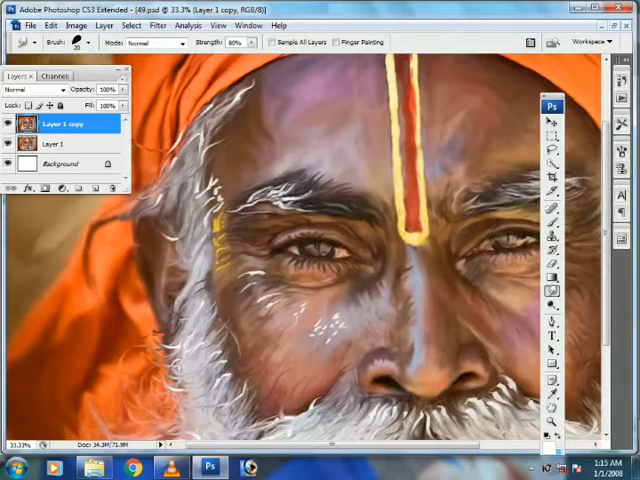 Adobe Photoshop CS3 Extended - [49.psd @ 33.3% (Layer 1 copy, RGB/8)]
File Edit Image Layer Select Filter Analysis View Window Help
Brush: 20 Mode: Normal Strength: 80% Sample All Layers Finger Painting Workspace
Layers Channels
Normal Opacity: 100%
Lock: Fill: 100%
Layer 1 copy
Layer 1
Background
Ps
T
A
33.33% Doc: 34.3M/71.9M
Ps
1:15 AM
1/1/2008